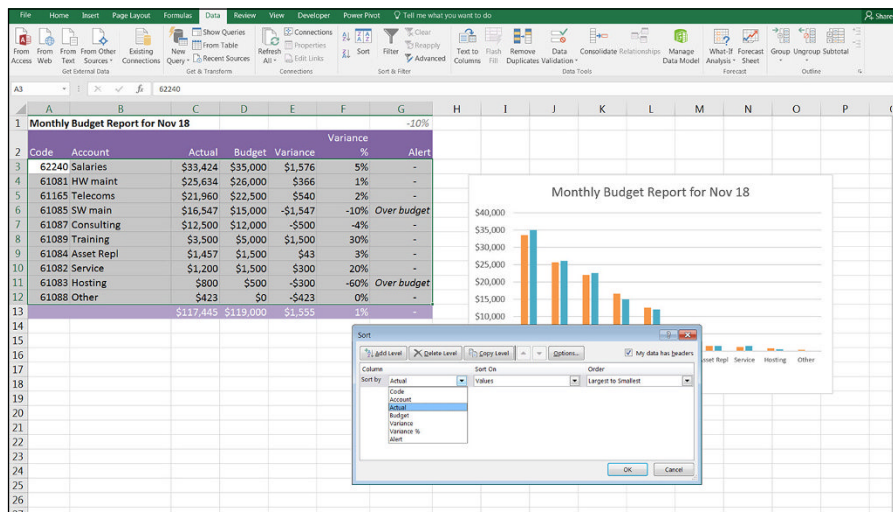 File Home Insert Page Layout Formulas Data Review View Developer Power Pivot Tell me what you want to do Share
From Access From Web From Text From Other Sources Existing Connections New Query Show Queries From Table Recent Sources Refresh All Connections Properties Edit Links Sort Filter Clear Reapply Advanced Text to Columns Flash Fill Remove Duplicates Data Validation Consolidate Relationships Manage Data Model What-If Analysis Forecast Sheet Group Ungroup Subtotal
Get External Data Get & Transform Connections Sort & Filter Data Tools Forecast Outline
A3 fx 62240
A B C D E F G H I J K L M N O P
1 Monthly Budget Report for Nov 18 -10%
Variance
2 Code Account Actual Budget Variance % Alert
3 62240 Salaries $33,424 $35,000 $1,576 5% -
4 61081 HW maint $25,634 $26,000 $366 1% -
5 61165 Telecoms $21,960 $22,500 $540 2% -
6 61085 SW main $16,547 $15,000 -$1,547 -10% Over budget
7 61087 Consulting $12,500 $12,000 -$500 -4% -
8 61089 Training $3,500 $5,000 $1,500 30% -
9 61084 Asset Repl $1,457 $1,500 $43 3% -
10 61082 Service $1,200 $1,500 $300 20% -
11 61083 Hosting $800 $500 -$300 -60% Over budget
12 61088 Other $423 $0 -$423 0% -
13 $117,445 $119,000 $1,555 1% -
14
15
16
17
18
19
20
21
22
23
24
25
26
Monthly Budget Report for Nov 18
$40,000
$35,000
$30,000
$25,000
$20,000
$15,000
$10,000
Asset Repl Service Hosting Other
Sort
Add Level Delete Level Copy Level Options... My data has headers
Column Sort On Order
Sort by Actual Values Largest to Smallest
Code
Account
Actual
Budget
Variance
Variance %
Alert
OK Cancel